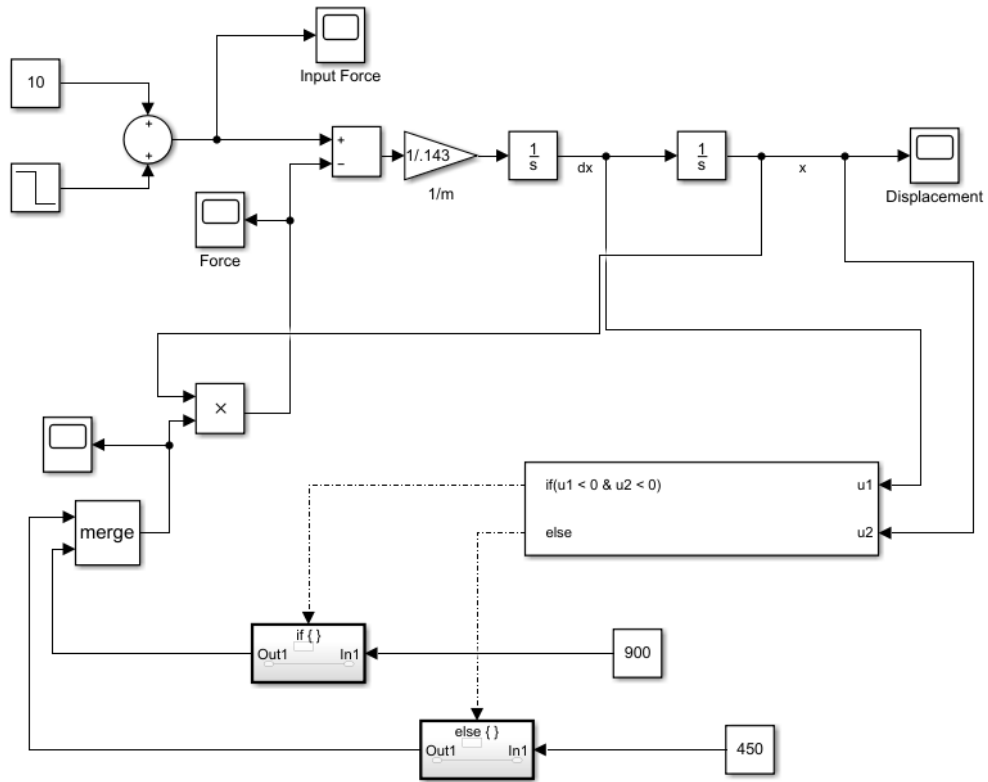 Input Force
10
+
+
+
−
1/.143
1/m
1
s
dx
1
s
x
Displacement
Force
×
merge
if(u1 < 0 & u2 < 0)
u1
else
u2
if { }
Out1
In1
900
else { }
Out1
In1
450